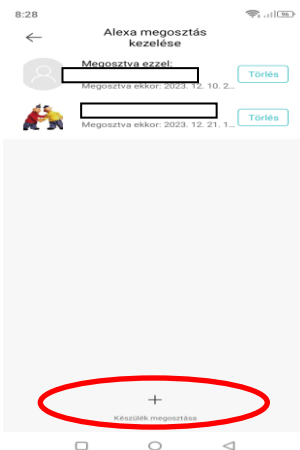 8:28
96
Alexa megosztás
kezelése
Megosztva ezzel:
Megosztva ekkor: 2023. 12. 10. 2...
Törlés
Megosztva ekkor: 2023. 12. 21. 1...
Törlés
+
Készülék megosztása